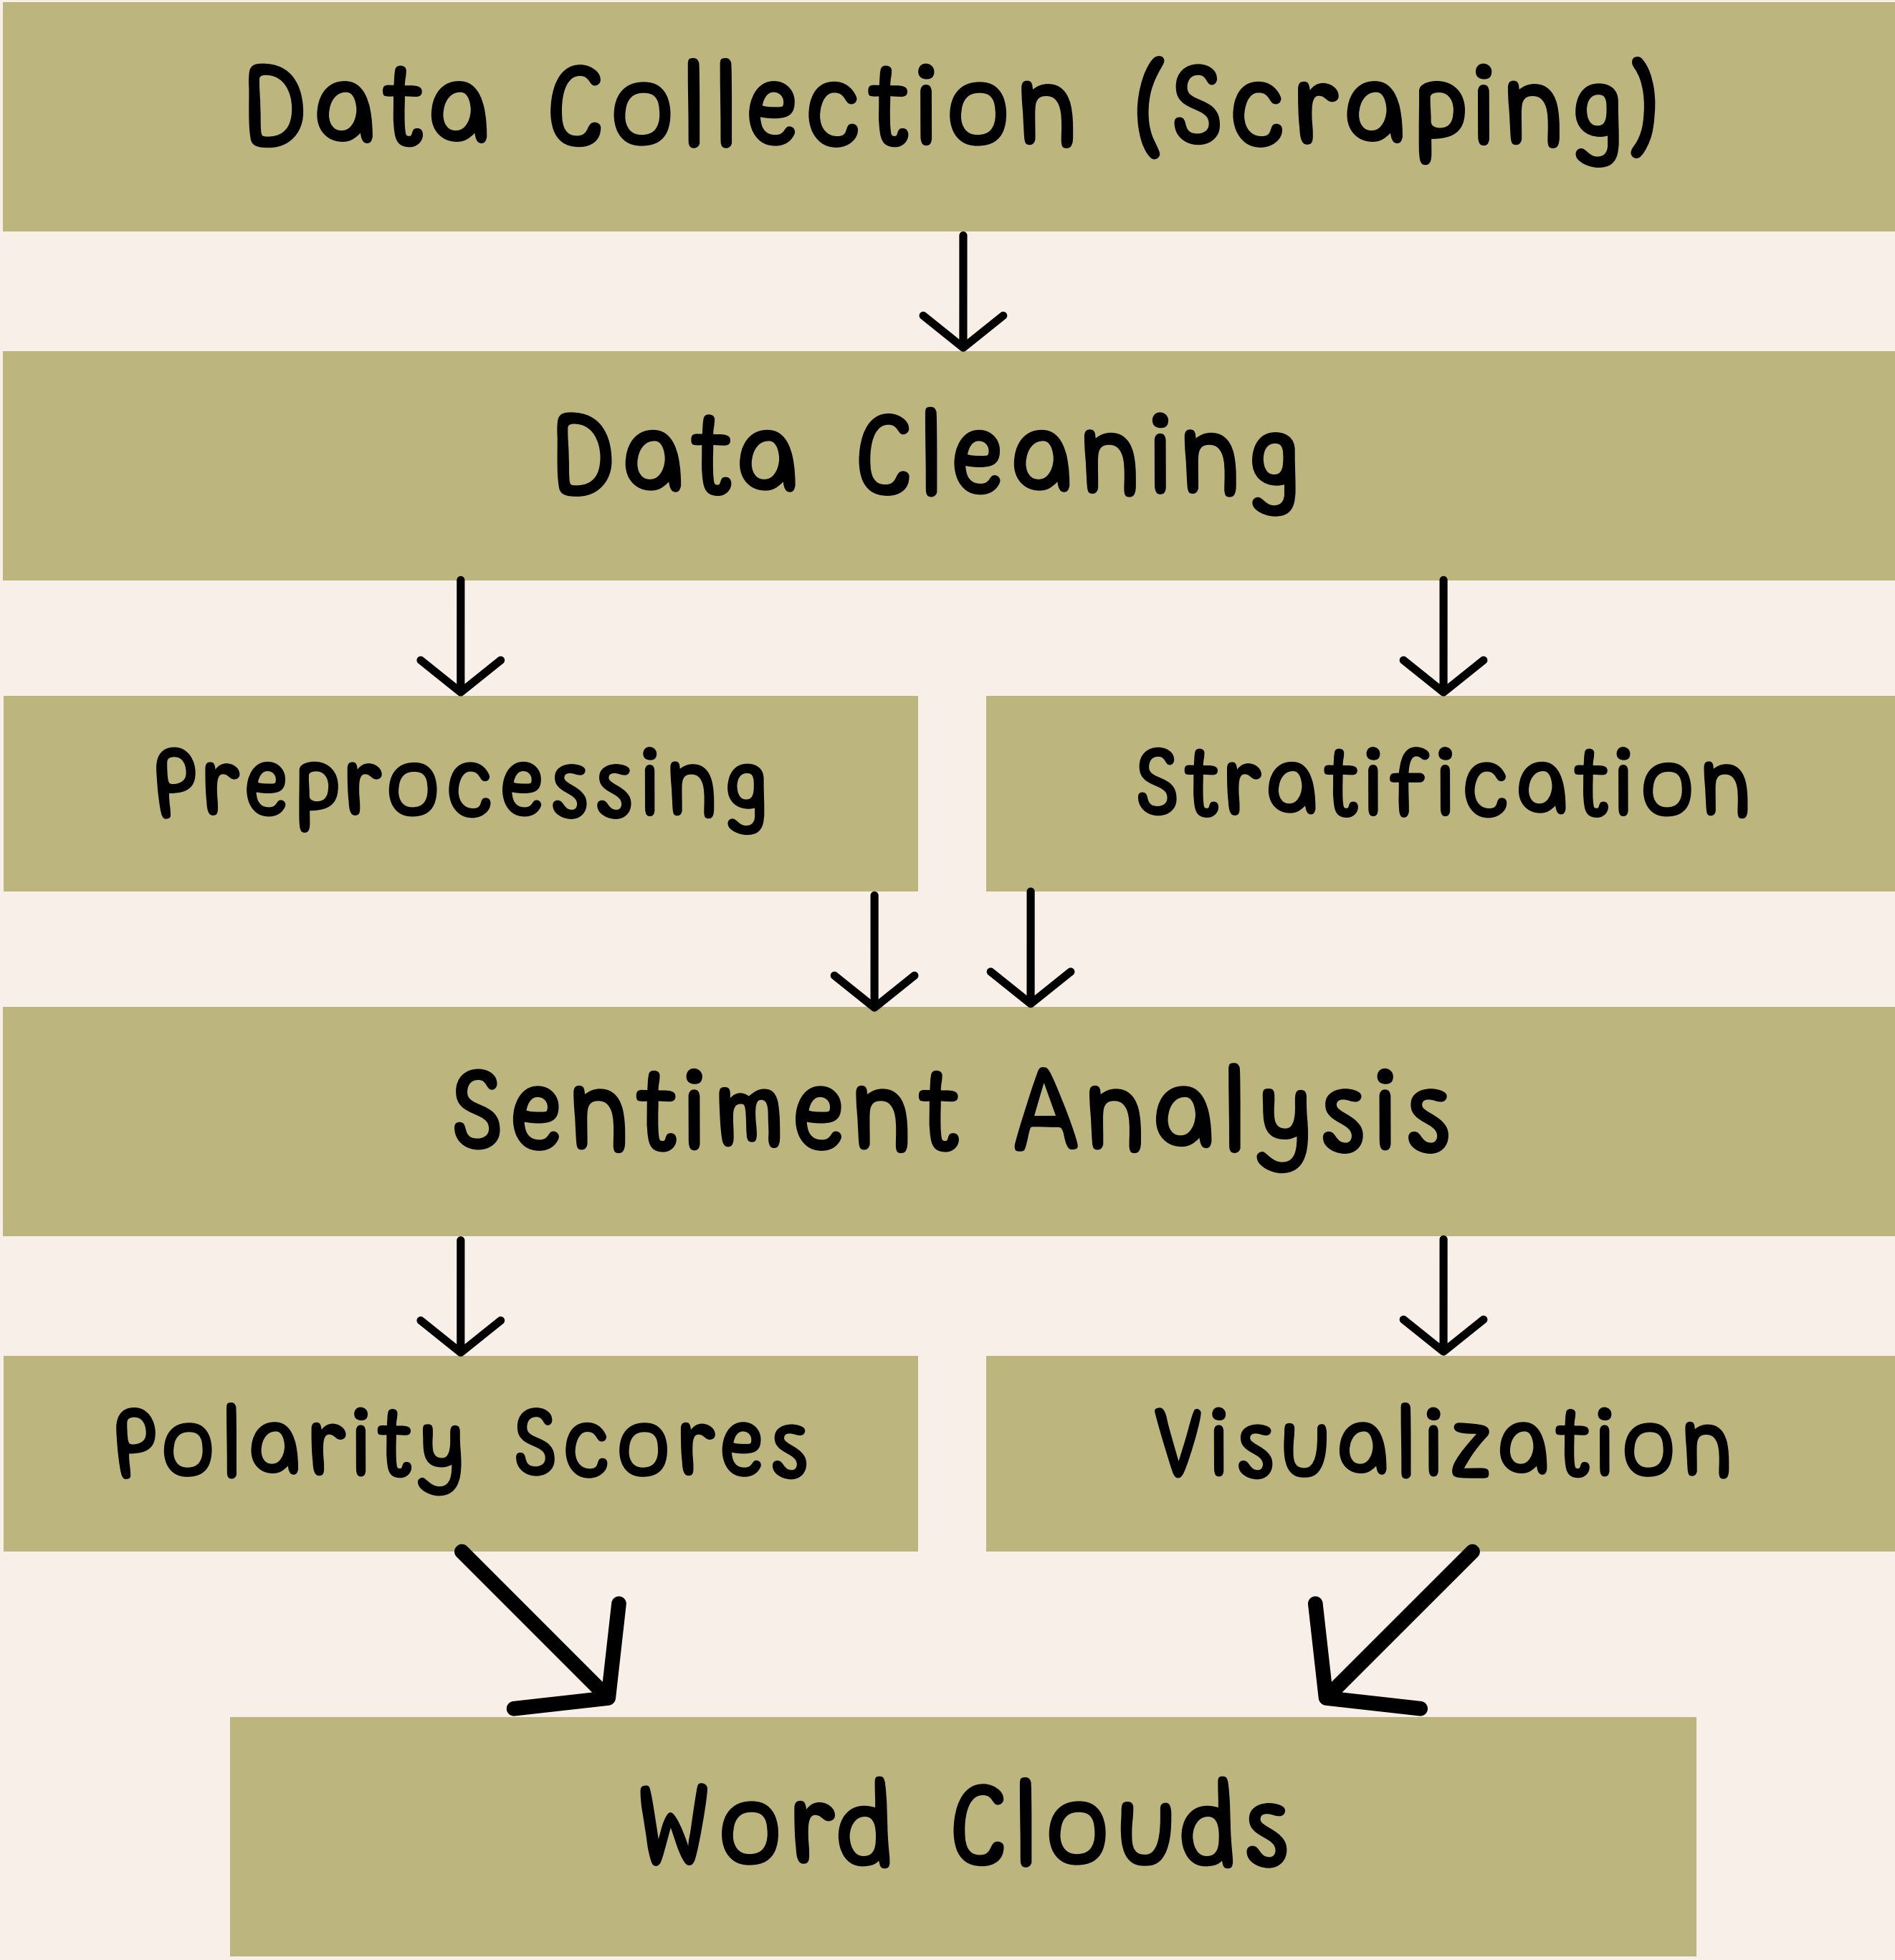 Data Collection (Scraping)
Data Cleaning
Preprocessing
Stratification
Sentiment Analysis
Polarity Scores
Visualization
Word Clouds